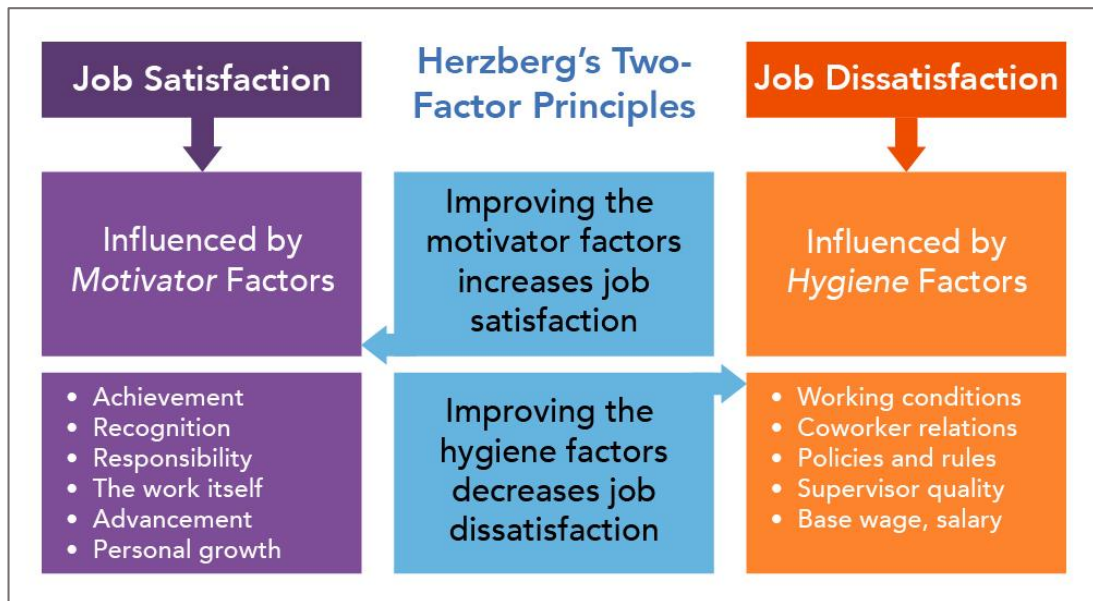 Job Satisfaction
Herzberg's Two-
Factor Principles
Job Dissatisfaction
Influenced by
Motivator Factors
Improving the
motivator factors
increases job
satisfaction
Influenced by
Hygiene Factors
• Achievement
• Recognition
• Responsibility
• The work itself
• Advancement
• Personal growth
Improving the
hygiene factors
decreases job
dissatisfaction
• Working conditions
• Coworker relations
• Policies and rules
• Supervisor quality
• Base wage, salary